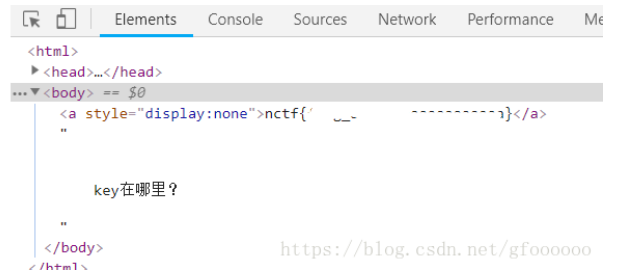 Elements Console Sources Network Performance Me
<html>
<head>…</head>
<body> == $0
<a style="display:none">nctf{ }</a>
"
key在哪里？
"
</body>
</html>
https://blog.csdn.net/gfoooooo